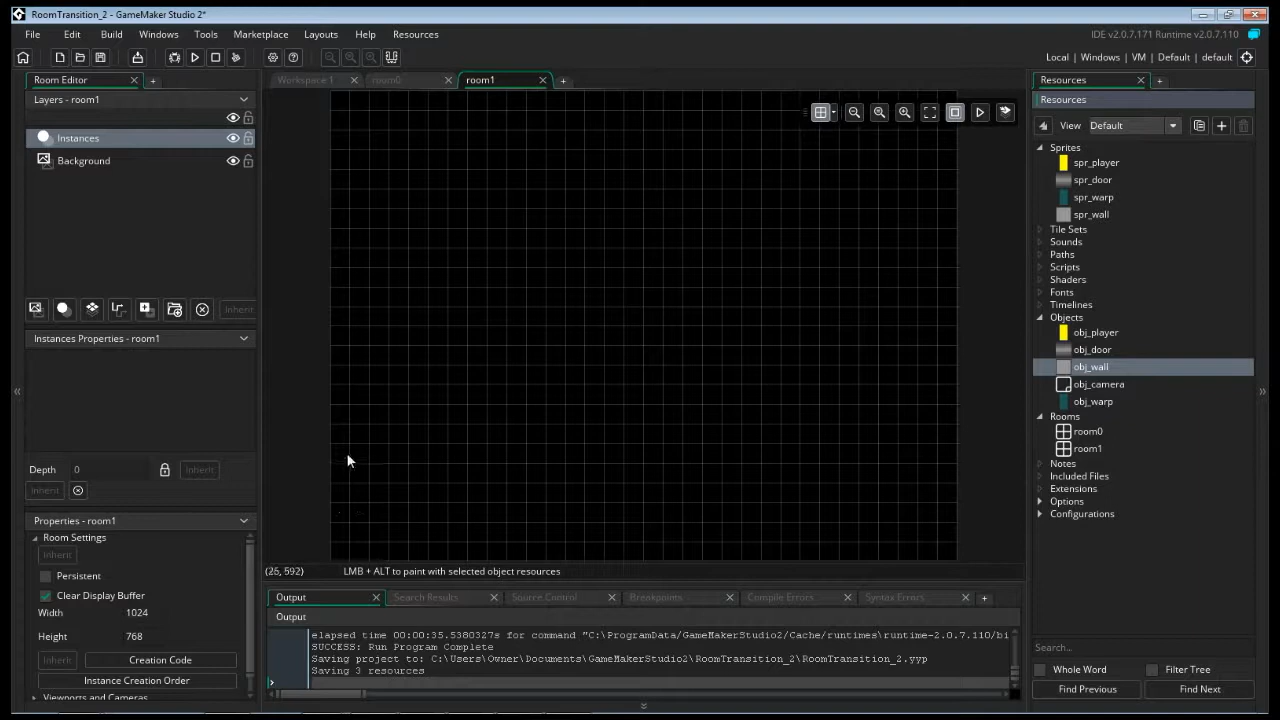 RoomTransition_2 - GameMaker Studio 2*
File Edit Build Windows Tools Marketplace Layouts Help Resources
IDE v2.0.7.171 Runtime v2.0.7.110
Local | Windows | VM | Default | default
Room Editor
Workspace 1 room0 room1
Resources
Layers - room1
Resources
View Default
Instances
Background
Sprites
spr_player
spr_door
spr_warp
spr_wall
Tile Sets
Sounds
Paths
Scripts
Shaders
Fonts
Timelines
Objects
obj_player
obj_door
obj_wall
obj_camera
obj_warp
Rooms
room0
room1
Notes
Included Files
Extensions
Options
Configurations
Inherit
Instances Properties - room1
Depth 0 Inherit
Inherit
Properties - room1
Room Settings
Inherit
Persistent
Clear Display Buffer
Width 1024
Height 768
Inherit Creation Code
Instance Creation Order
Viewports and Cameras
(25, 592) LMB + ALT to paint with selected object resources
Output Search Results Source Control Breakpoints Compile Errors Syntax Errors
Output
elapsed time 00:00:35.5380327s for command "C:\ProgramData/GameMakerStudio2/Cache/runtimes\runtime-2.0.7.110/bi
SUCCESS: Run Program Complete
Saving project to: C:\Users\Owner\Documents\GameMakerStudio2\RoomTransition_2\RoomTransition_2.yyp
Saving 3 resources
Search...
Whole Word Filter Tree
Find Previous Find Next